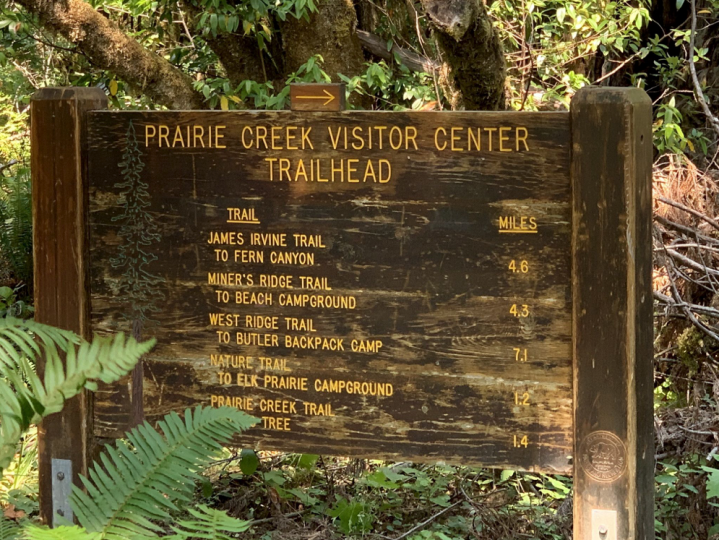 PRAIRIE CREEK VISITOR CENTER
TRAILHEAD
TRAIL MILES
JAMES IRVINE TRAIL
TO FERN CANYON 4.6
MINER'S RIDGE TRAIL
TO BEACH CAMPGROUND 4.3
WEST RIDGE TRAIL
TO BUTLER BACKPACK CAMP 7.1
NATURE TRAIL
TO ELK PRAIRIE CAMPGROUND 1.2
PRAIRIE CREEK TRAIL
TREE 1.4